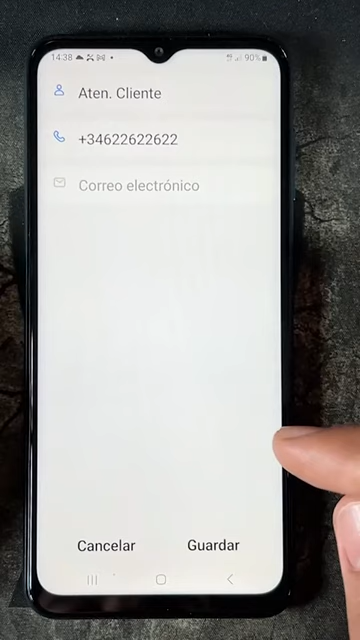 14:38
90%
Aten. Cliente
+34622622622
Correo electrónico
Cancelar
Guardar